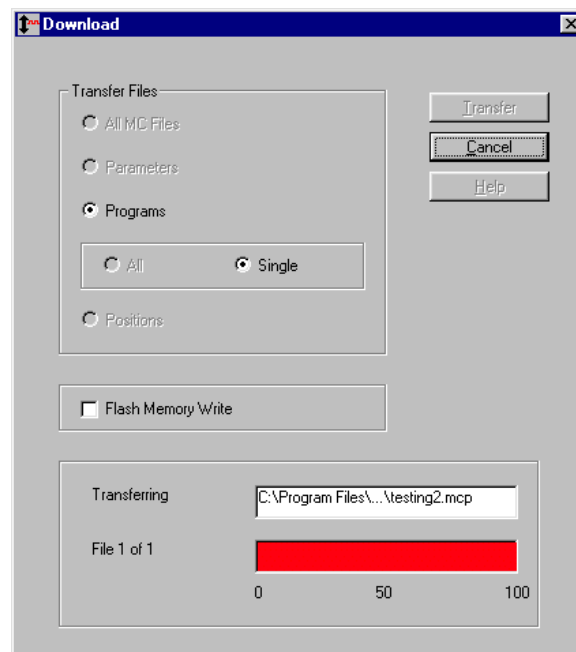 Download
Transfer Files
All MC Files
Parameters
Programs
All Single
Positions
Transfer
Cancel
Help
Flash Memory Write
Transferring C:\Program Files\...\testing2.mcp
File 1 of 1
0 50 100